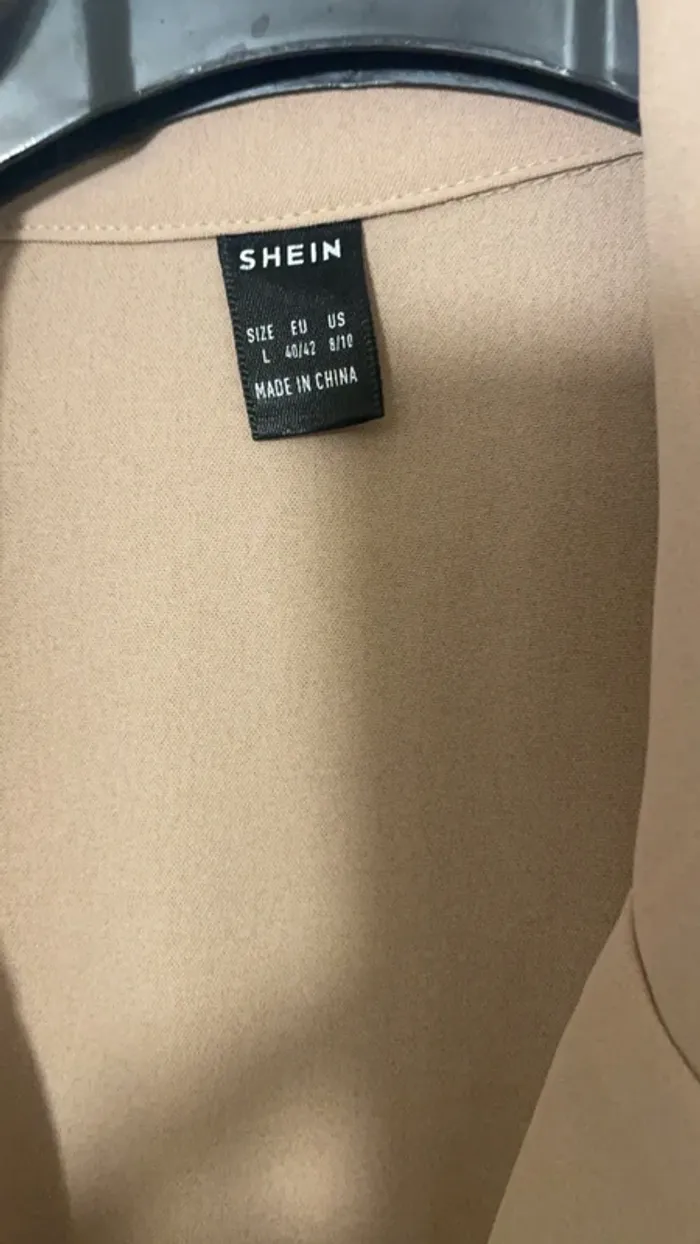 SHEIN
SIZE EU US
L 40/42 8/10
MADE IN CHINA